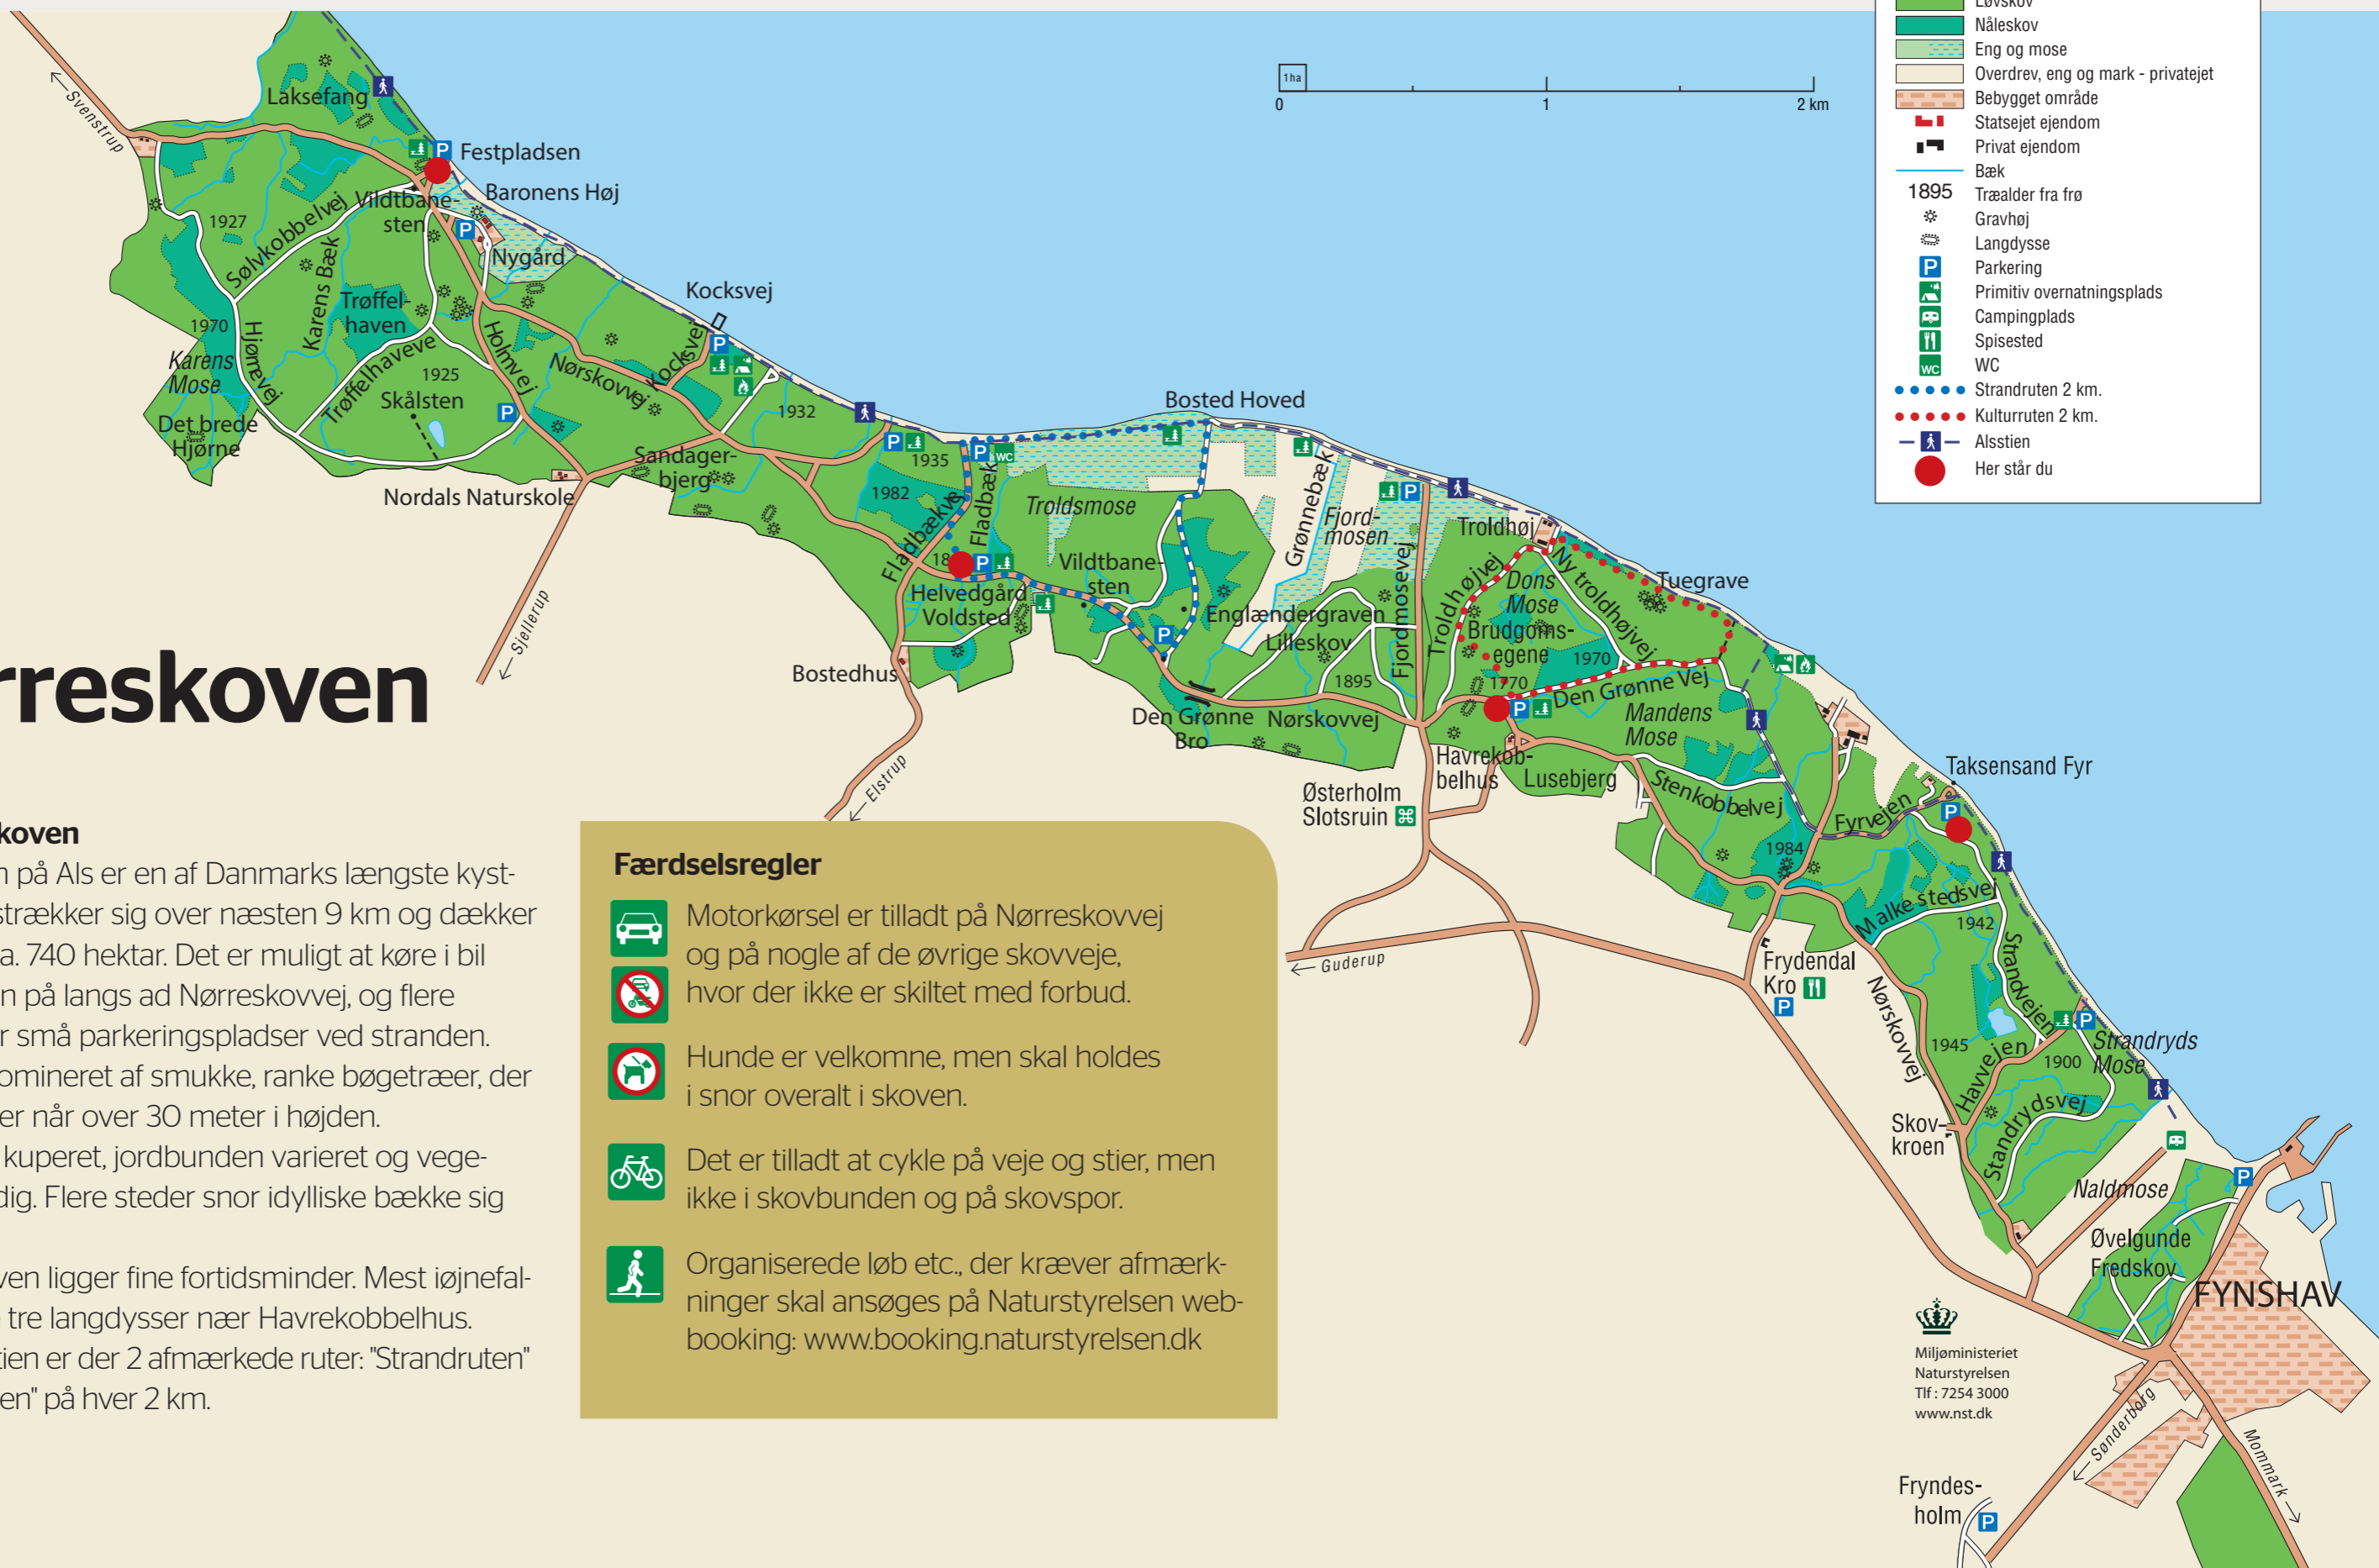 Løvskov
Nåleskov
Eng og mose
Overdrev, eng og mark - privatejet
Bebygget område
Statsejet ejendom
Privat ejendom
Bæk
1895 Træalder fra frø
Gravhøj
Langdysse
P Parkering
Primitiv overnatningsplads
Campingplads
Spisested
WC WC
Strandruten 2 km.
Kulturruten 2 km.
Alsstien
Her står du
1 ha
0 1 2 km
Svenstrup
Laksefang
P Festpladsen
Baronens Høj
Vildtbane-
sten
P
Nygård
1927
Sølvkobbelvej
Karens Bæk
Trøffel-
haven
1970
Hjørnevej
Karens
Mose
Trøffelhaveve
1925
Skålsten
Det brede
Hjørne
Holmvej
P
Nørskovvej
Kocksvej
Kocksvej
P
1932
Nordals Naturskole
Sandager-
bjerg
Sjellerup
P
1935
1982
P WC
Fladbækve
Fladbæk
18
P
Troldsmose
Bosted Hoved
Vildtbane-
sten
Helvedgård
Voldsted
Bostedhus
Elstrup
P
Englændergraven
Lilleskov
Grønnebæk
Fjord-
mosen
P
Fjordmosevej
1895
Den Grønne
Bro
Nørskovvej
Troldhøj
Troldhøjvej
Dons
Mose
Ny troldhøjvej
Tuegrave
Brudgoms-
egene
1970
1770
P
Den Grønne Vej
Mandens
Mose
Havrekob-
belhus
Lusebjerg
Østerholm
Slotsruin
Stenkobbelvej
Taksensand Fyr
P
Fyrvejen
1984
Malkestedsvej
1942
Guderup
Frydendal
Kro
P
Nørskovvej
Strandvejen
P
Strandryds
Mose
1945
Havvejen
1900
Skov-
kroen
Standrydsvej
Naldmose
P
Øvelgunde
Fredskov
FYNSHAV
Sønderborg
Mommark
Fryndes-
holm
P
Miljøministeriet
Naturstyrelsen
Tlf : 7254 3000
www.nst.dk
rreskoven
koven
n på Als er en af Danmarks længste kyst-
strækker sig over næsten 9 km og dækker
a. 740 hektar. Det er muligt at køre i bil
n på langs ad Nørreskovvej, og flere
r små parkeringspladser ved stranden.
omineret af smukke, ranke bøgetræer, der
er når over 30 meter i højden.
kuperet, jordbunden varieret og vege-
dig. Flere steder snor idylliske bække sig
ven ligger fine fortidsminder. Mest iøjnefal-
e tre langdysser nær Havrekobbelhus.
tien er der 2 afmærkede ruter: "Strandruten"
en" på hver 2 km.
Færdselsregler
Motorkørsel er tilladt på Nørreskovvej
og på nogle af de øvrige skovveje,
hvor der ikke er skiltet med forbud.
Hunde er velkomne, men skal holdes
i snor overalt i skoven.
Det er tilladt at cykle på veje og stier, men
ikke i skovbunden og på skovspor.
Organiserede løb etc., der kræver afmærk-
ninger skal ansøges på Naturstyrelsen web-
booking: www.booking.naturstyrelsen.dk